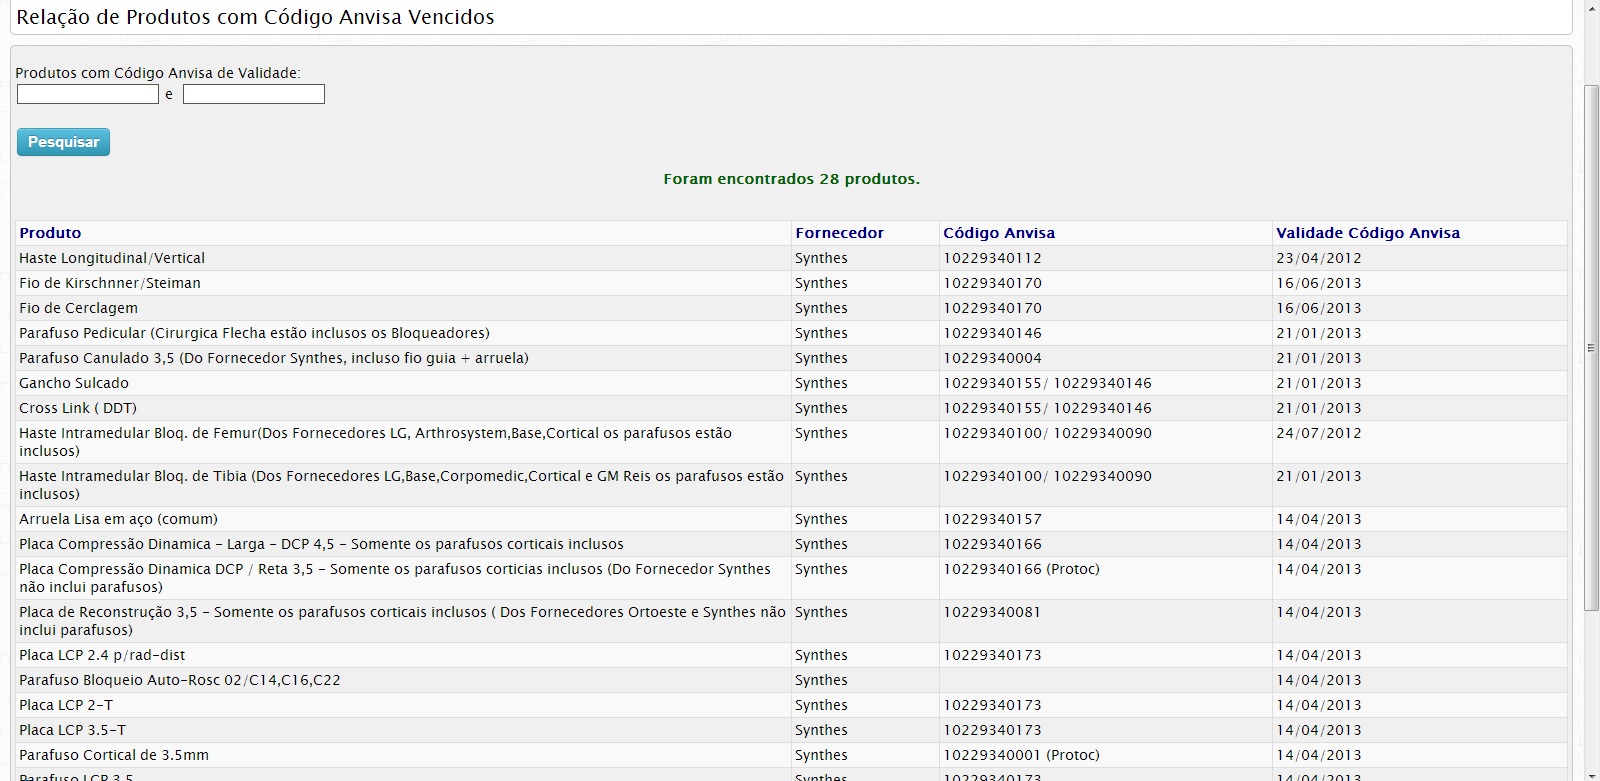 Relação de Produtos com Código Anvisa Vencidos
Produtos com Código Anvisa de Validade:
e
Pesquisar
Foram encontrados 28 produtos.
Produto Fornecedor Código Anvisa Validade Código Anvisa
Haste Longitudinal/Vertical Synthes 10229340112 23/04/2012
Fio de Kirschnner/Steiman Synthes 10229340170 16/06/2013
Fio de Cerclagem Synthes 10229340170 16/06/2013
Parafuso Pedicular (Cirurgica Flecha estão inclusos os Bloqueadores) Synthes 10229340146 21/01/2013
Parafuso Canulado 3,5 (Do Fornecedor Synthes, incluso fio guia + arruela) Synthes 10229340004 21/01/2013
Gancho Sulcado Synthes 10229340155/ 10229340146 21/01/2013
Cross Link ( DDT) Synthes 10229340155/ 10229340146 21/01/2013
Haste Intramedular Bloq. de Femur(Dos Fornecedores LG, Arthrosystem,Base,Cortical os parafusos estão Synthes 10229340100/ 10229340090 24/07/2012
inclusos)
Haste Intramedular Bloq. de Tibia (Dos Fornecedores LG,Base,Corpomedic,Cortical e GM Reis os parafusos estão Synthes 10229340100/ 10229340090 21/01/2013
inclusos)
Arruela Lisa em aço (comum) Synthes 10229340157 14/04/2013
Placa Compressão Dinamica - Larga - DCP 4,5 - Somente os parafusos corticais inclusos Synthes 10229340166 14/04/2013
Placa Compressão Dinamica DCP / Reta 3,5 - Somente os parafusos corticias inclusos (Do Fornecedor Synthes Synthes 10229340166 (Protoc) 14/04/2013
não inclui parafusos)
Placa de Reconstrução 3,5 - Somente os parafusos corticais inclusos ( Dos Fornecedores Ortoeste e Synthes não Synthes 10229340081 14/04/2013
inclui parafusos)
Placa LCP 2.4 p/rad-dist Synthes 10229340173 14/04/2013
Parafuso Bloqueio Auto-Rosc 02/C14,C16,C22 Synthes 14/04/2013
Placa LCP 2-T Synthes 10229340173 14/04/2013
Placa LCP 3.5-T Synthes 10229340173 14/04/2013
Parafuso Cortical de 3.5mm Synthes 10229340001 (Protoc) 14/04/2013
Parafuso LCP 3.5 Synthes 10229340173 14/04/2013